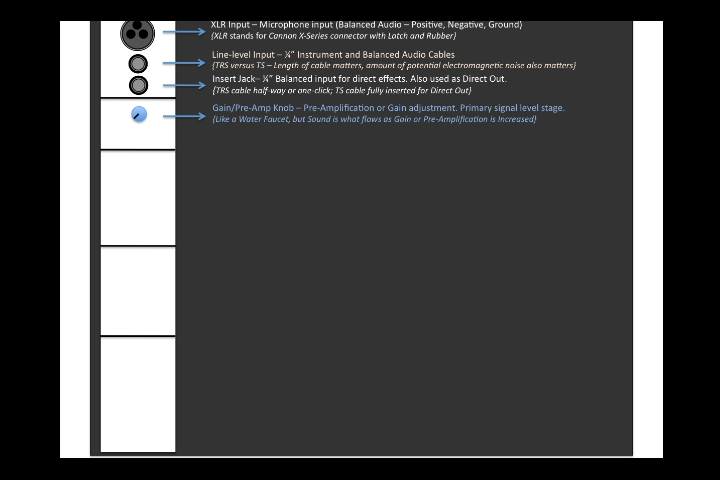 XLR Input – Microphone input (Balanced Audio – Positive, Negative, Ground)
{XLR stands for Cannon X-Series connector with Latch and Rubber}
Line-level Input – ¼” Instrument and Balanced Audio Cables
{TRS versus TS – Length of cable matters, amount of potential electromagnetic noise also matters}
Insert Jack– ¼” Balanced input for direct effects. Also used as Direct Out.
{TRS cable half-way or one-click; TS cable fully inserted for Direct Out}
Gain/Pre-Amp Knob – Pre-Amplification or Gain adjustment. Primary signal level stage.
{Like a Water Faucet, but Sound is what flows as Gain or Pre-Amplification is Increased}